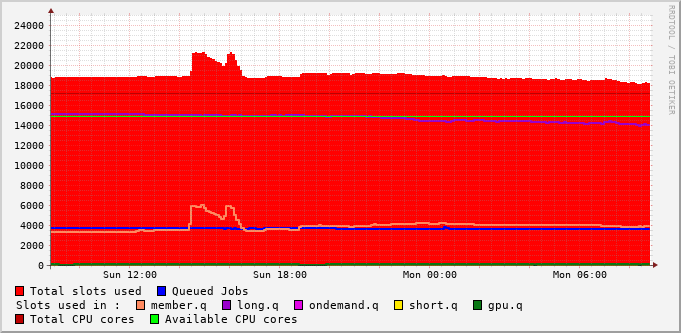 24000
22000
20000
18000
16000
14000
12000
10000
8000
6000
4000
2000
0
Sun 12:00 Sun 18:00 Mon 00:00 Mon 06:00
Total slots used Queued Jobs
Slots used in : member.q long.q ondemand.q short.q gpu.q
Total CPU cores Available CPU cores
RRDTOOL / TOBI OETIKER